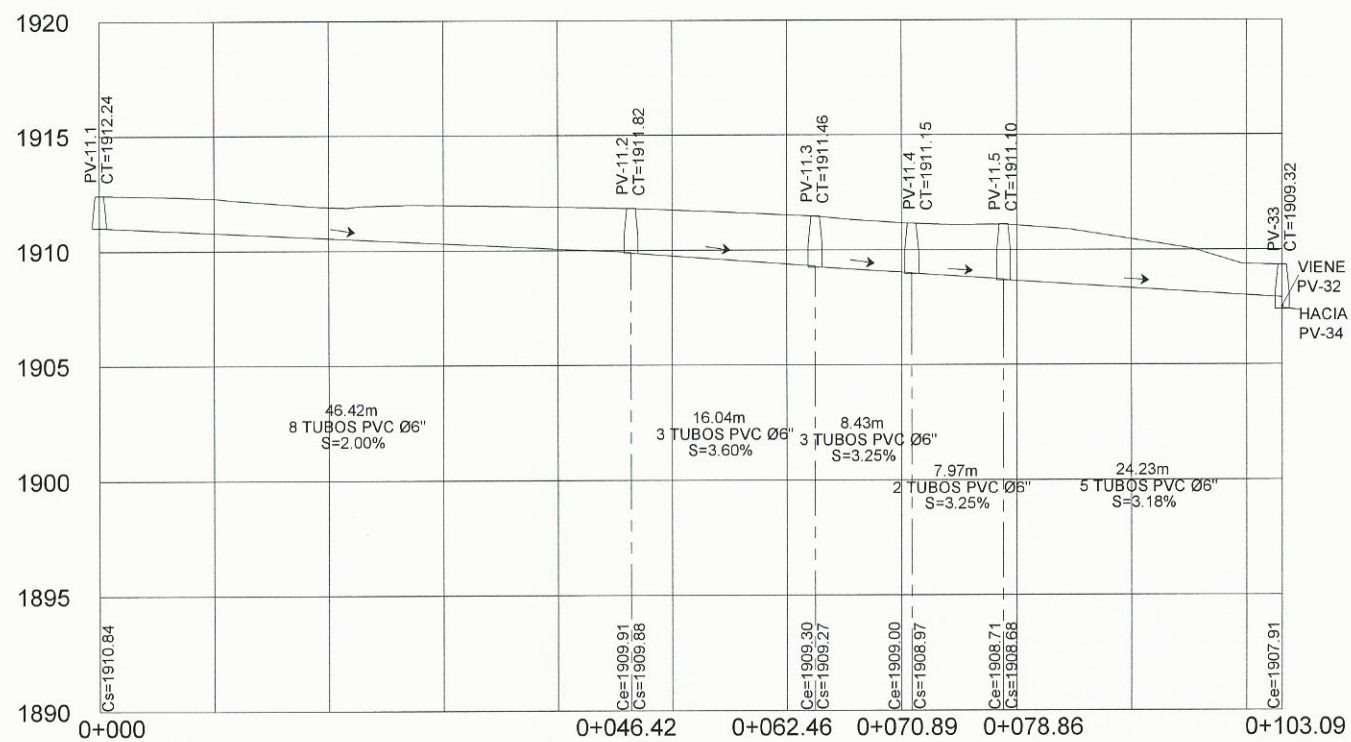 1920
1915
1910
1905
1900
1895
1890
PV-11.1
CT=1912.24
PV-11.2
CT=1911.82
PV-11.3
CT=1911.46
PV-11.4
CT=1911.15
PV-11.5
CT=1911.10
PV-33
CT=1909.32
VIENE
PV-32
HACIA
PV-34
46.42m
8 TUBOS PVC Ø6"
S=2.00%
16.04m
3 TUBOS PVC Ø6"
S=3.60%
8.43m
3 TUBOS PVC Ø6"
S=3.25%
7.97m
2 TUBOS PVC Ø6"
S=3.25%
24.23m
5 TUBOS PVC Ø6"
S=3.18%
Cs=1910.84
Ce=1909.91
Cs=1909.88
Ce=1909.30
Cs=1909.27
Ce=1909.00
Cs=1908.97
Ce=1908.71
Cs=1908.68
Ce=1907.91
0+000
0+046.42
0+062.46
0+070.89
0+078.86
0+103.09